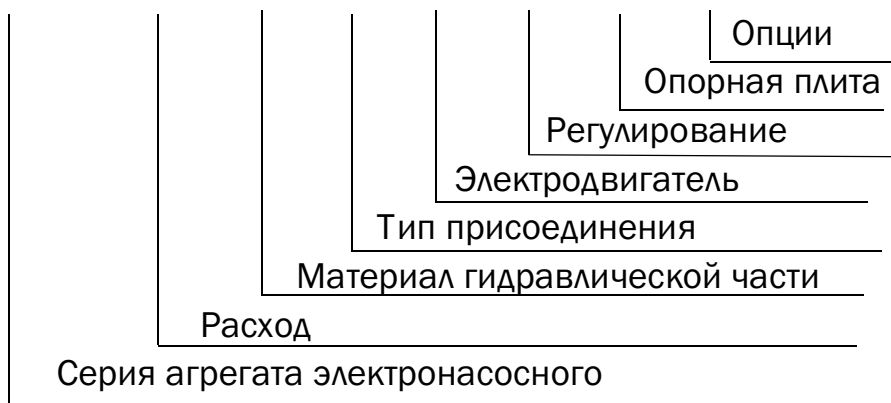 Опции
Опорная плита
Регулирование
Электродвигатель
Тип присоединения
Материал гидравлической части
Расход
Серия агрегата электронасосного